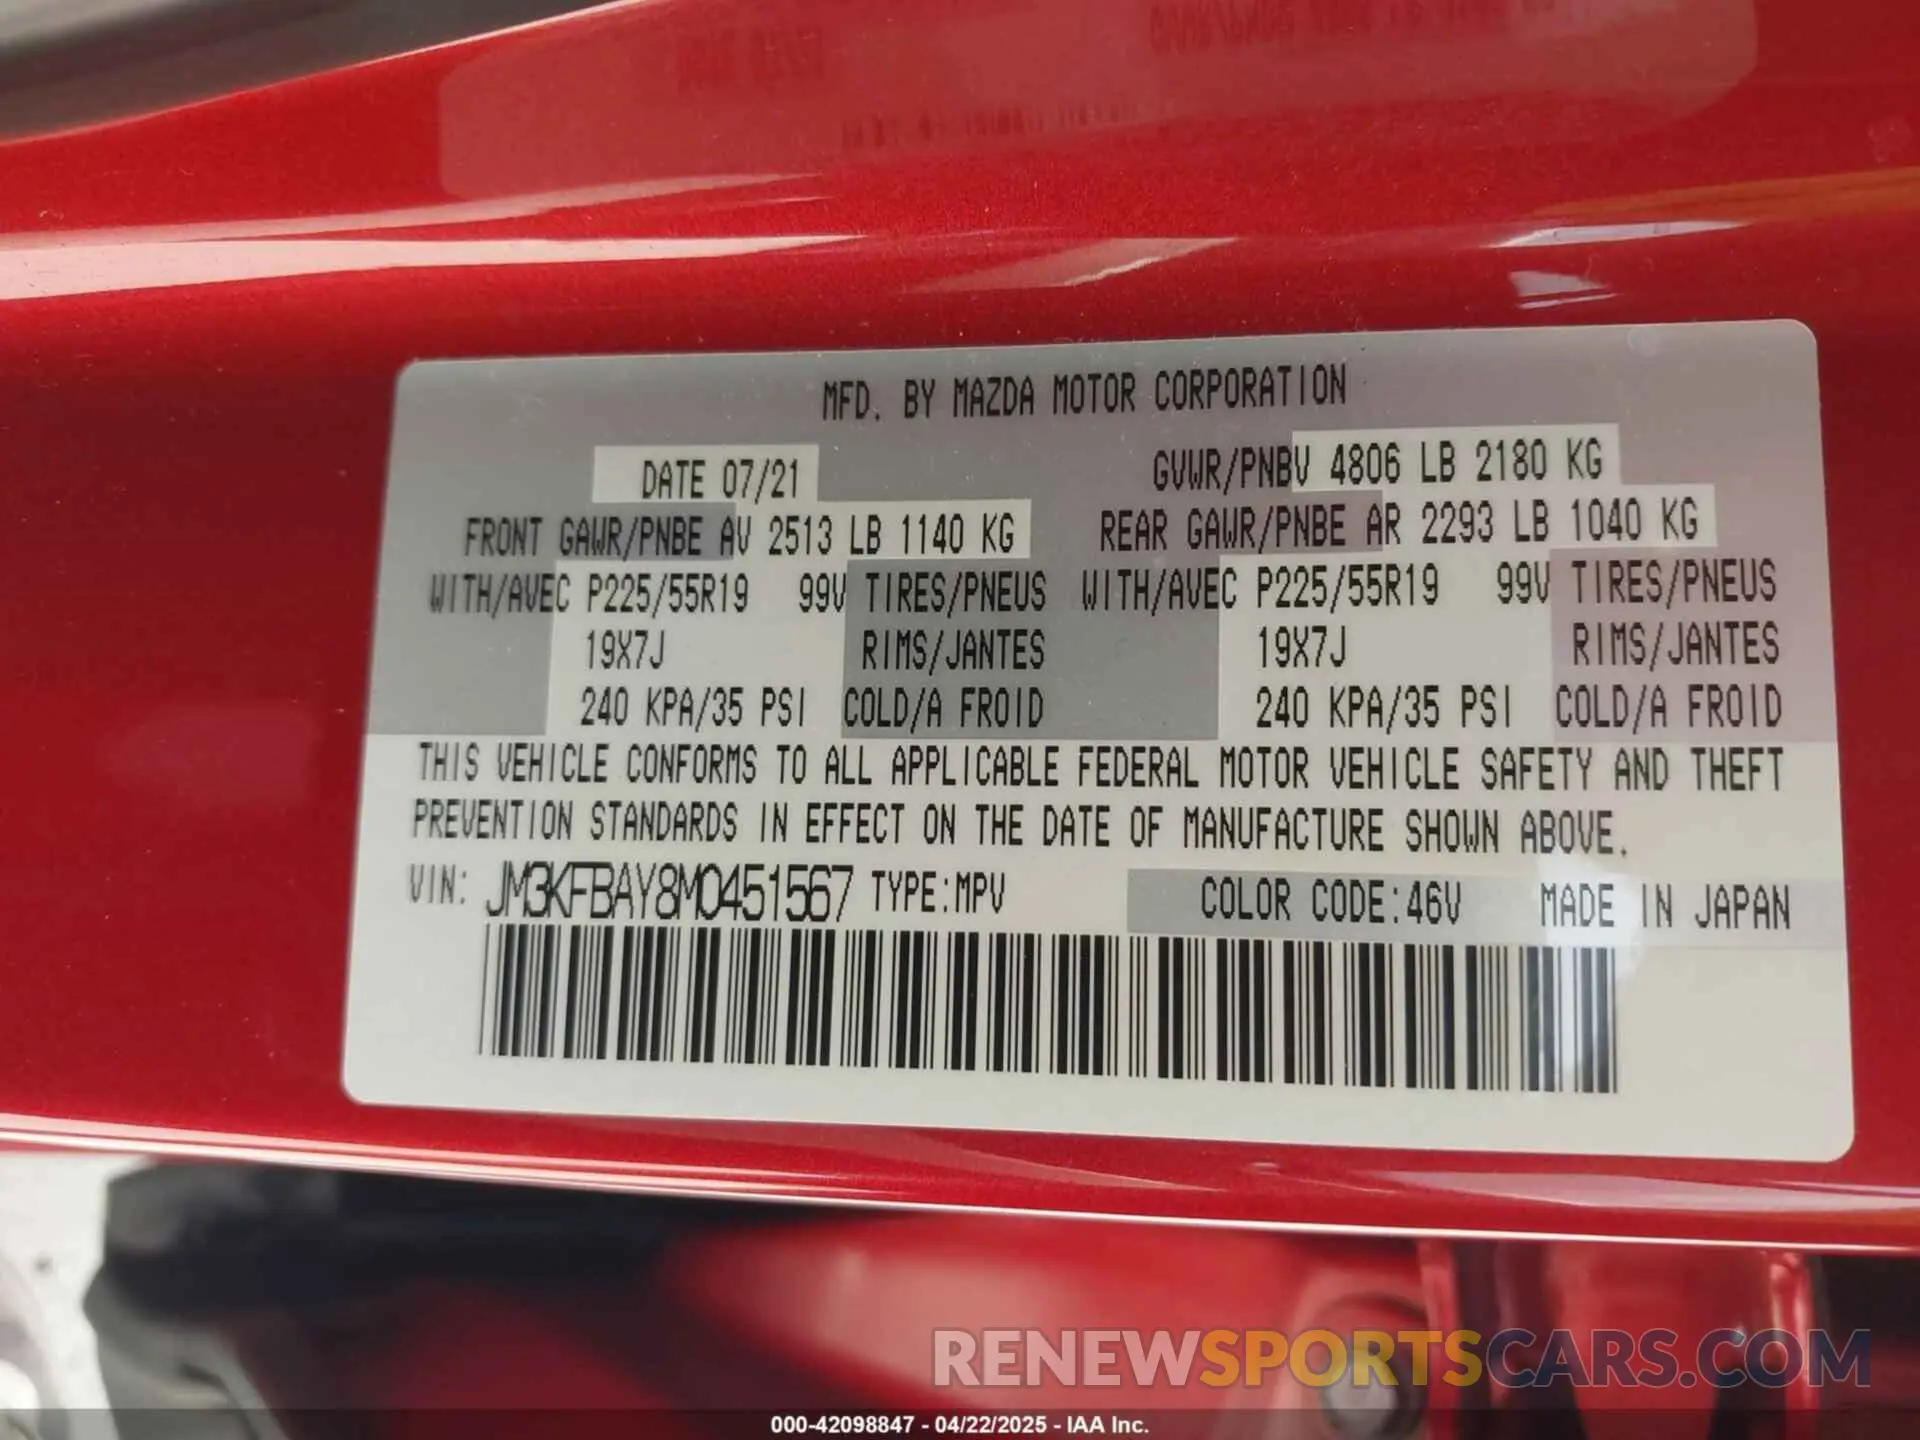 MFD. BY MAZDA MOTOR CORPORATION
DATE 07/21 GVWR/PNBV 4806 LB 2180 KG
FRONT GAWR/PNBE AV 2513 LB 1140 KG REAR GAWR/PNBE AR 2293 LB 1040 KG
WITH/AVEC P225/55R19 99V TIRES/PNEUS WITH/AVEC P225/55R19 99V TIRES/PNEUS
19X7J RIMS/JANTES 19X7J RIMS/JANTES
240 KPA/35 PSI COLD/A FROID 240 KPA/35 PSI COLD/A FROID
THIS VEHICLE CONFORMS TO ALL APPLICABLE FEDERAL MOTOR VEHICLE SAFETY AND THEFT
PREVENTION STANDARDS IN EFFECT ON THE DATE OF MANUFACTURE SHOWN ABOVE.
VIN: JM3KFBAY8M0451567 TYPE:MPV COLOR CODE:46V MADE IN JAPAN
RENEWSPORTSCARS.COM
000-42098847 - 04/22/2025 - IAA Inc.